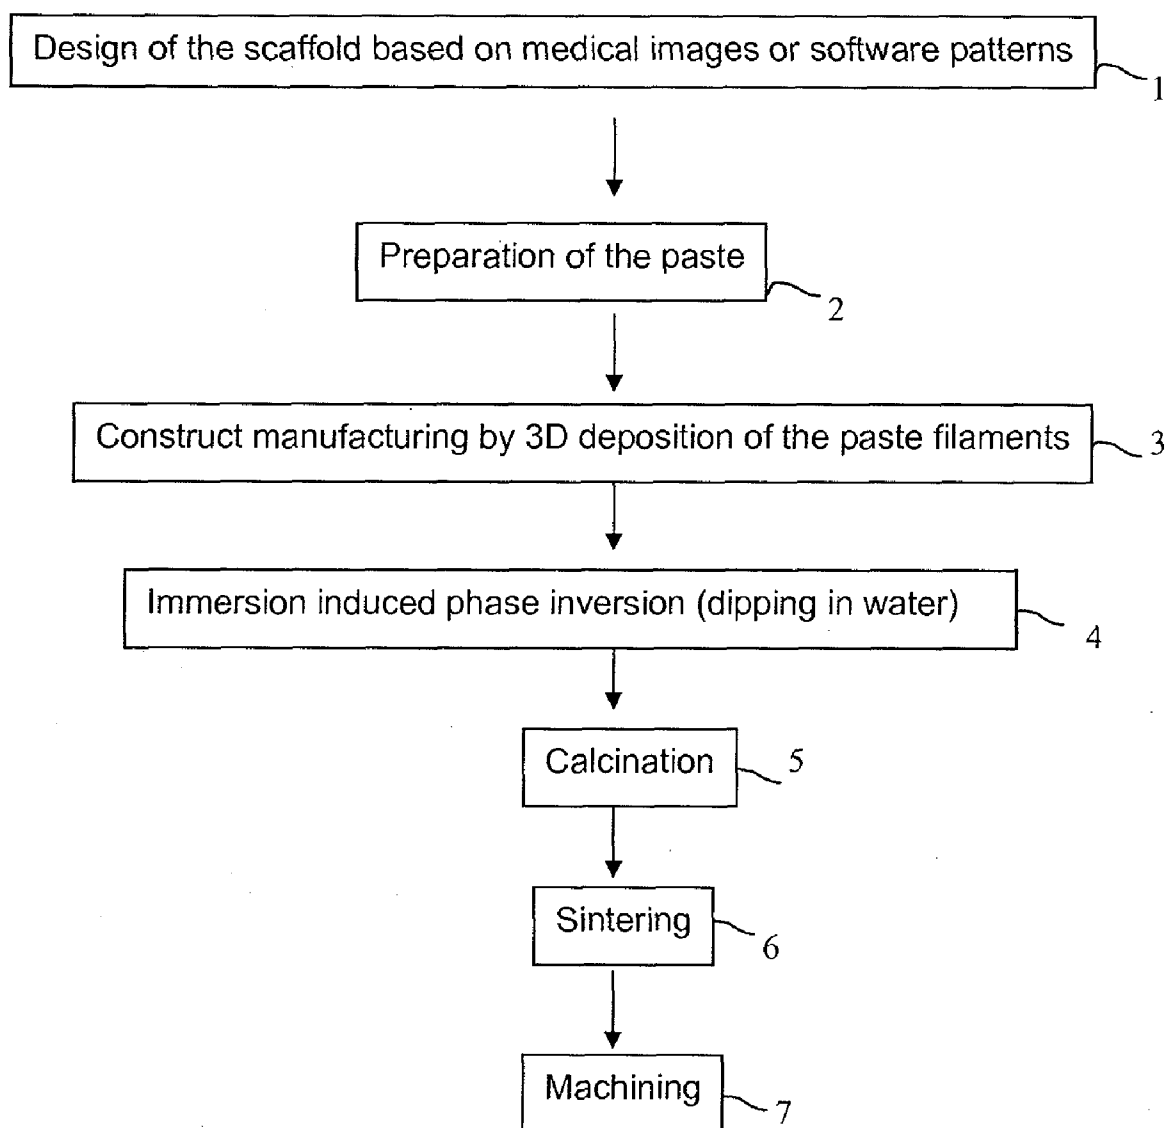 Design of the scaffold based on medical images or software patterns
1
Preparation of the paste
2
Construct manufacturing by 3D deposition of the paste filaments
3
Immersion induced phase inversion (dipping in water)
4
Calcination
5
Sintering
6
Machining
7